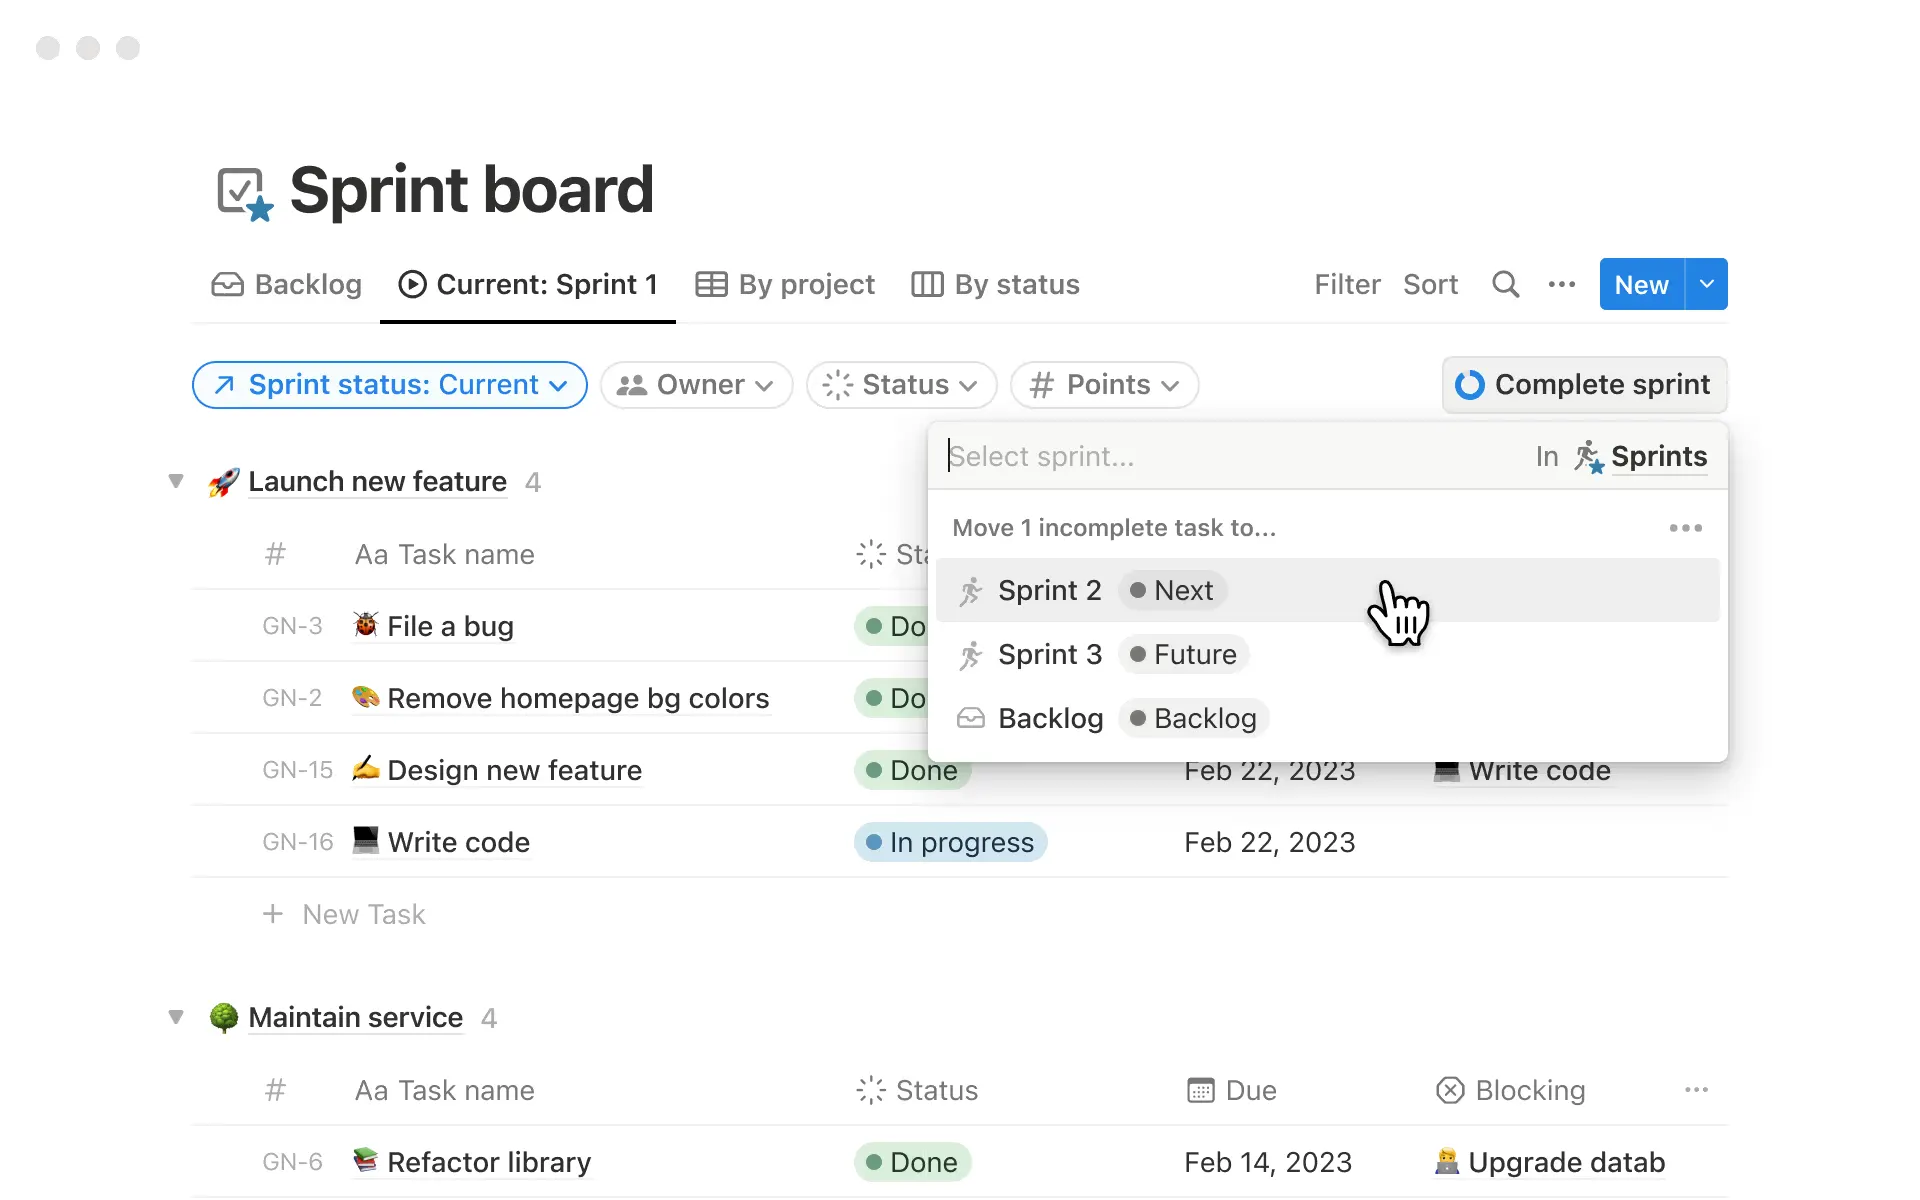 Sprint board
Backlog Current: Sprint 1 By project By status Filter Sort New
Sprint status: Current Owner Status Points Complete sprint
Select sprint... In Sprints
Launch new feature 4
Move 1 incomplete task to...
# Aa Task name
Sprint 2 Next
GN-3 File a bug
Sprint 3 Future
GN-2 Remove homepage bg colors
Backlog Backlog
GN-15 Design new feature Done Feb 22, 2023 Write code
GN-16 Write code In progress Feb 22, 2023
+ New Task
Maintain service 4
# Aa Task name Status Due Blocking
GN-6 Refactor library Done Feb 14, 2023 Upgrade datab